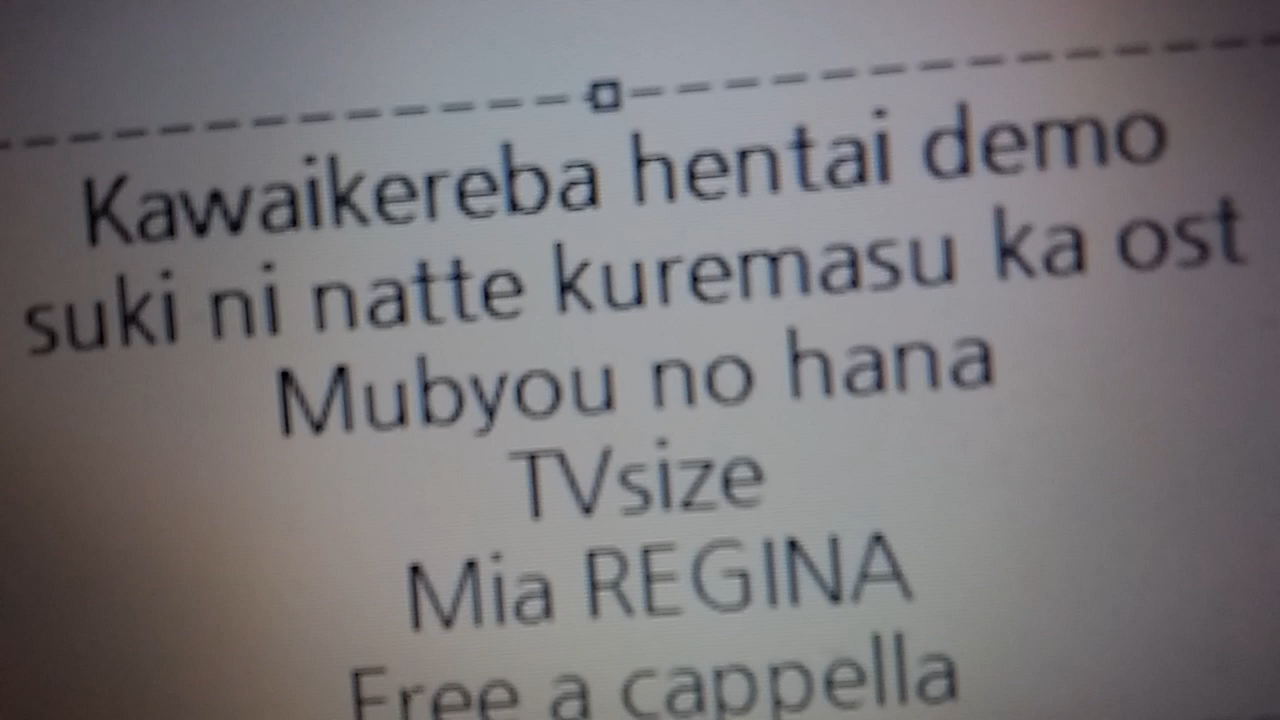 Kawaikereba hentai demo
suki ni natte kuremasu ka ost
Mubyou no hana
TVsize
Mia REGINA
Free a cappella